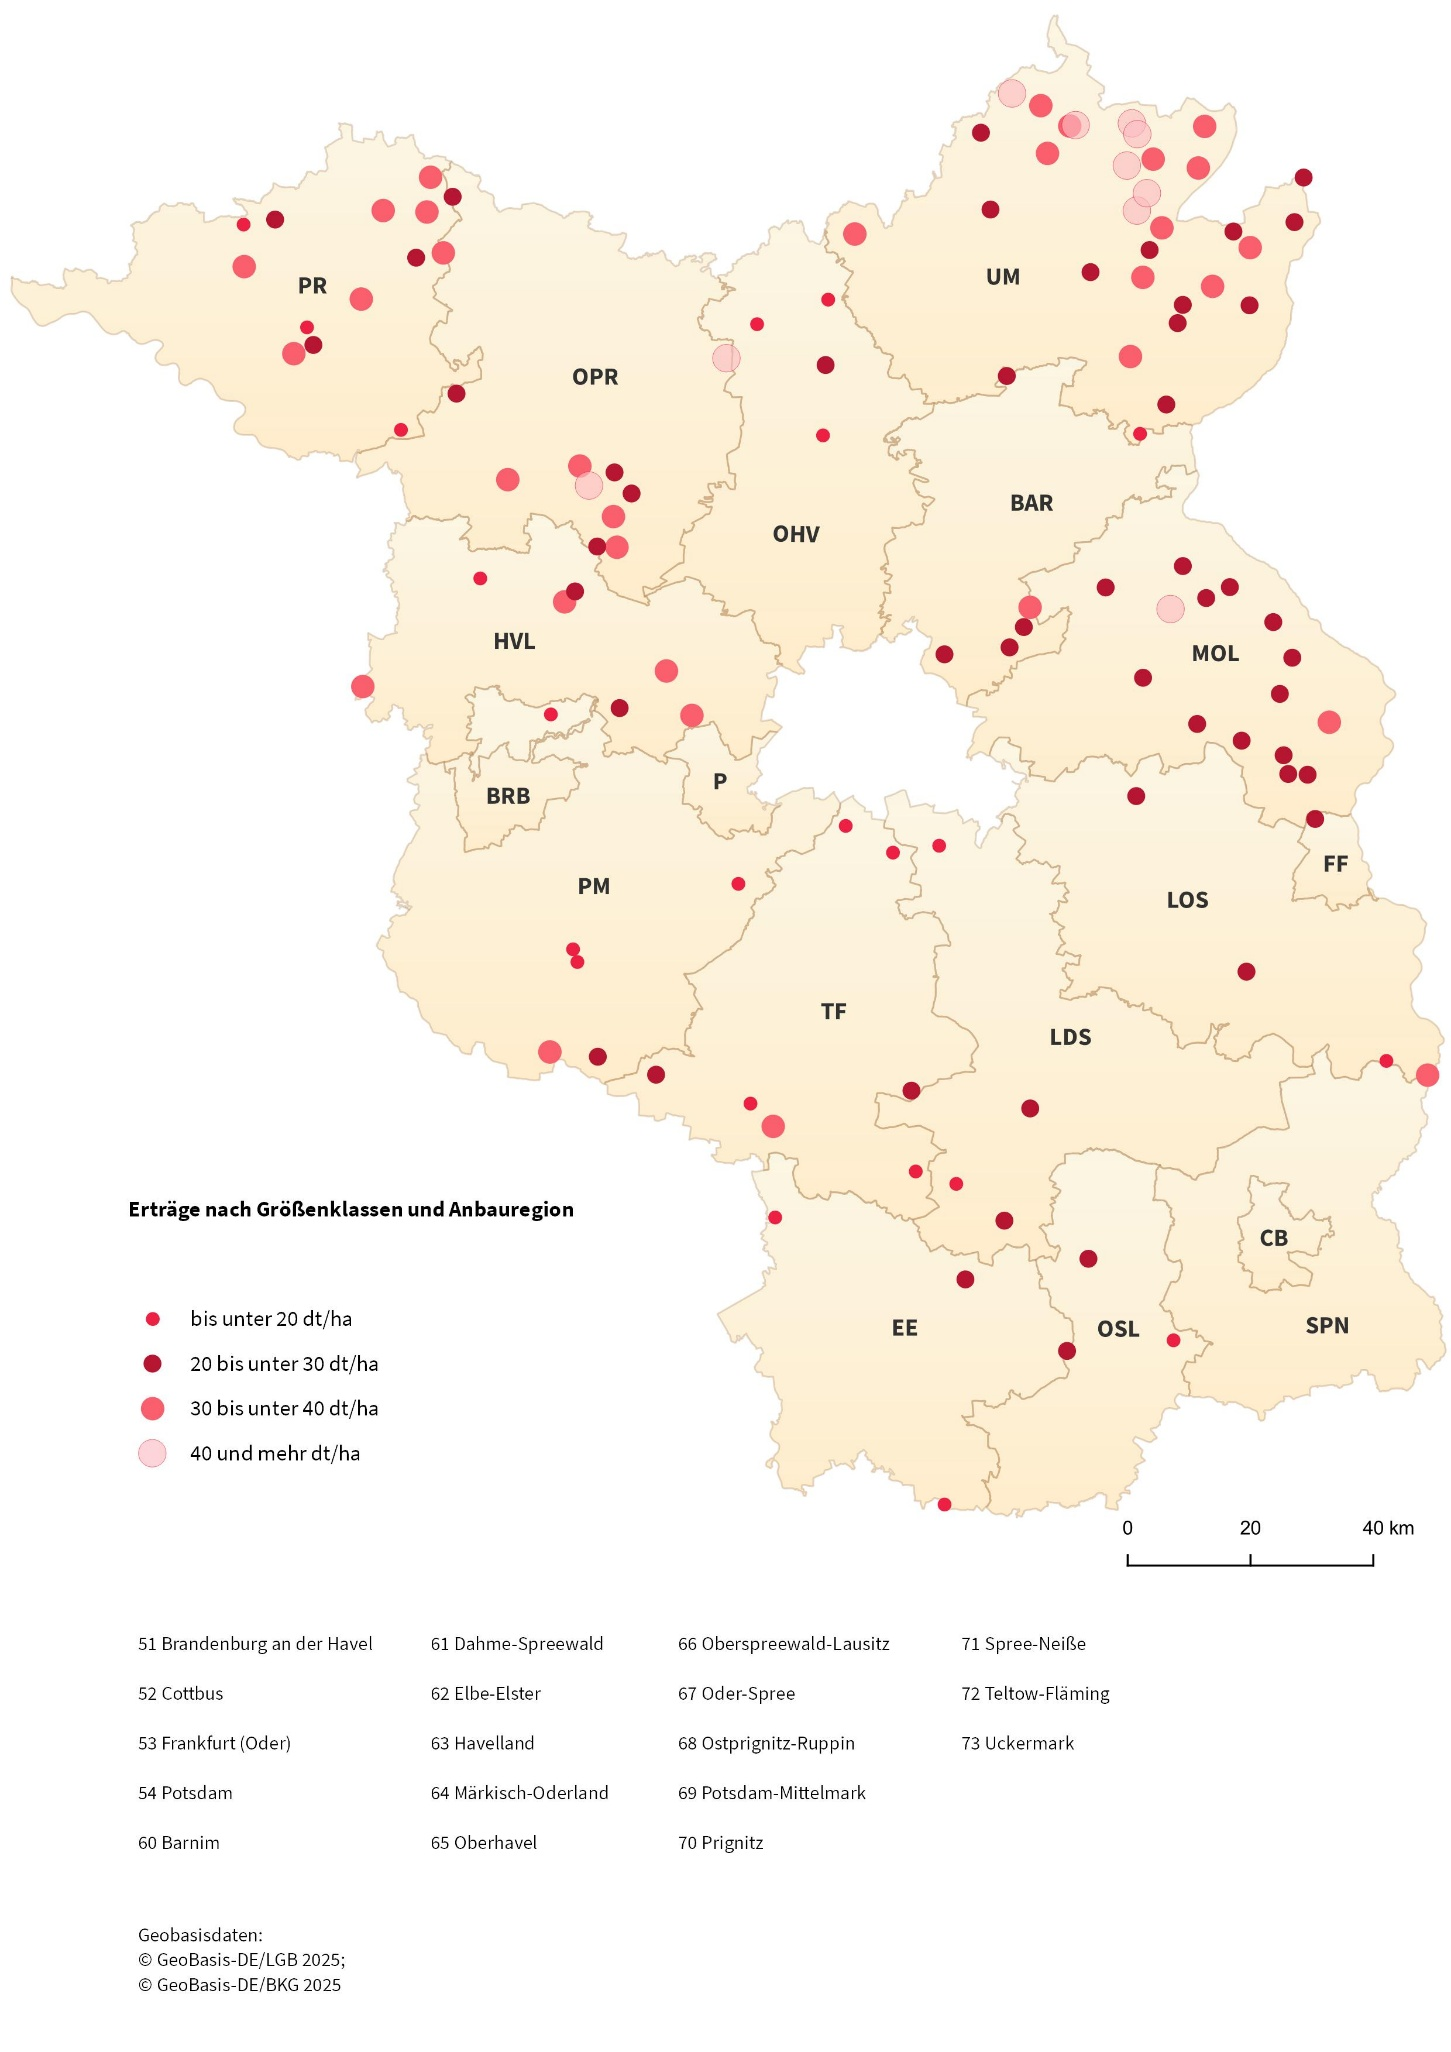 PR
UM
OPR
BAR
OHV
HVL
MOL
P
BRB
FF
PM
LOS
TF
LDS
Erträge nach Größenklassen und Anbauregion
CB
bis unter 20 dt/ha
EE
OSL
SPN
20 bis unter 30 dt/ha
30 bis unter 40 dt/ha
40 und mehr dt/ha
0 20 40 km
51 Brandenburg an der Havel
52 Cottbus
53 Frankfurt (Oder)
54 Potsdam
60 Barnim
61 Dahme-Spreewald
62 Elbe-Elster
63 Havelland
64 Märkisch-Oderland
65 Oberhavel
66 Oberspreewald-Lausitz
67 Oder-Spree
68 Ostprignitz-Ruppin
69 Potsdam-Mittelmark
70 Prignitz
71 Spree-Neiße
72 Teltow-Fläming
73 Uckermark
Geobasisdaten:
© GeoBasis-DE/LGB 2025;
© GeoBasis-DE/BKG 2025